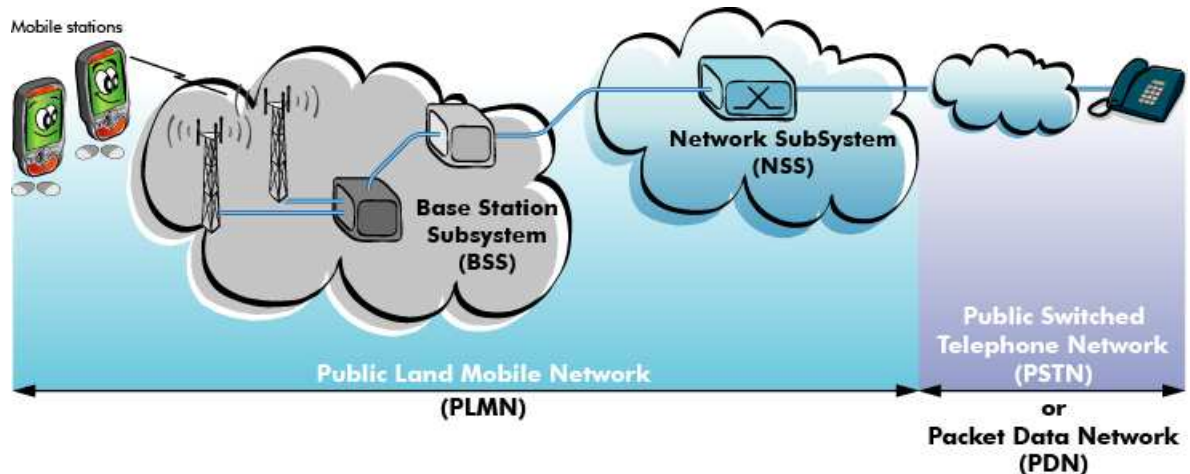 Mobile stations
Network SubSystem
(NSS)
Base Station
Subsystem
(BSS)
Public Switched
Telephone Network
(PSTN)
Public Land Mobile Network
(PLMN)
or
Packet Data Network
(PDN)